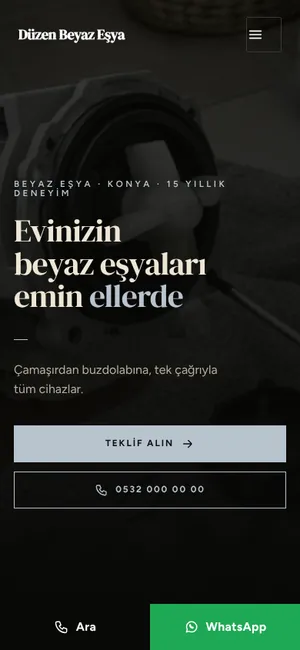 Düzen Beyaz Eşya
BEYAZ EŞYA · KONYA · 15 YILLIK
DENEYİM
Evinizin
beyaz eşyaları
emin ellerde
Çamaşırdan buzdolabına, tek çağrıyla
tüm cihazlar.
TEKLİF ALIN →
0532 000 00 00
Ara
WhatsApp